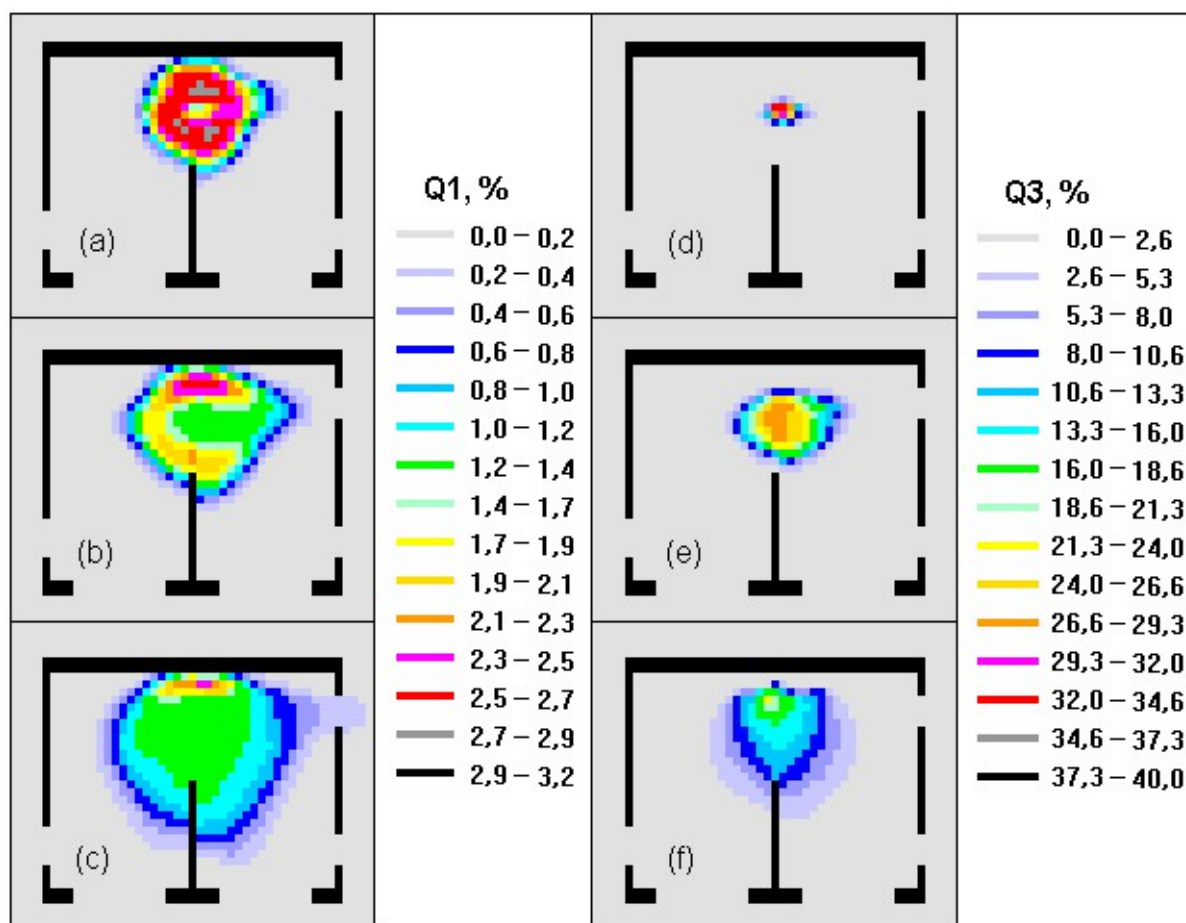 (a)
(b)
(c)
Q1, %
0,0 – 0,2
0,2 – 0,4
0,4 – 0,6
0,6 – 0,8
0,8 – 1,0
1,0 – 1,2
1,2 – 1,4
1,4 – 1,7
1,7 – 1,9
1,9 – 2,1
2,1 – 2,3
2,3 – 2,5
2,5 – 2,7
2,7 – 2,9
2,9 – 3,2
(d)
(e)
(f)
Q3, %
0,0 – 2,6
2,6 – 5,3
5,3 – 8,0
8,0 – 10,6
10,6 – 13,3
13,3 – 16,0
16,0 – 18,6
18,6 – 21,3
21,3 – 24,0
24,0 – 26,6
26,6 – 29,3
29,3 – 32,0
32,0 – 34,6
34,6 – 37,3
37,3 – 40,0